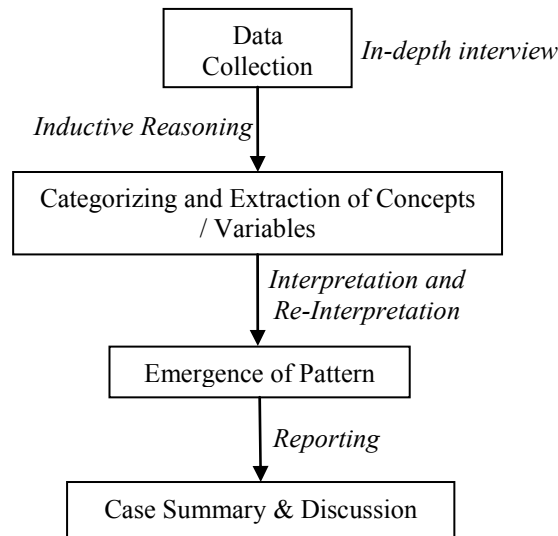 Data
Collection
In-depth interview
Inductive Reasoning
Categorizing and Extraction of Concepts
/ Variables
Interpretation and
Re-Interpretation
Emergence of Pattern
Reporting
Case Summary & Discussion